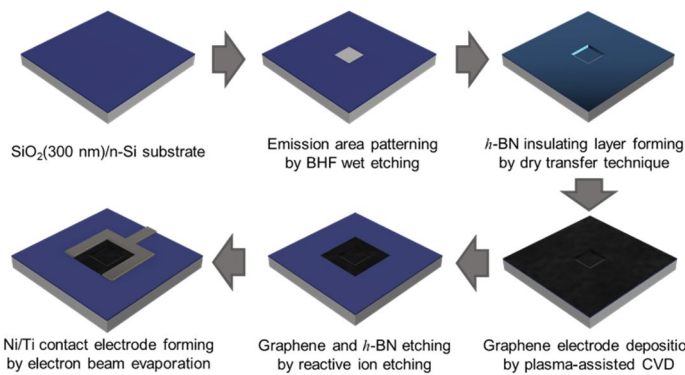 SiO₂(300 nm)/n-Si substrate
Emission area patterning
by BHF wet etching
h-BN insulating layer forming
by dry transfer technique
Ni/Ti contact electrode forming
by electron beam evaporation
Graphene and h-BN etching
by reactive ion etching
Graphene electrode depositio
by plasma-assisted CVD